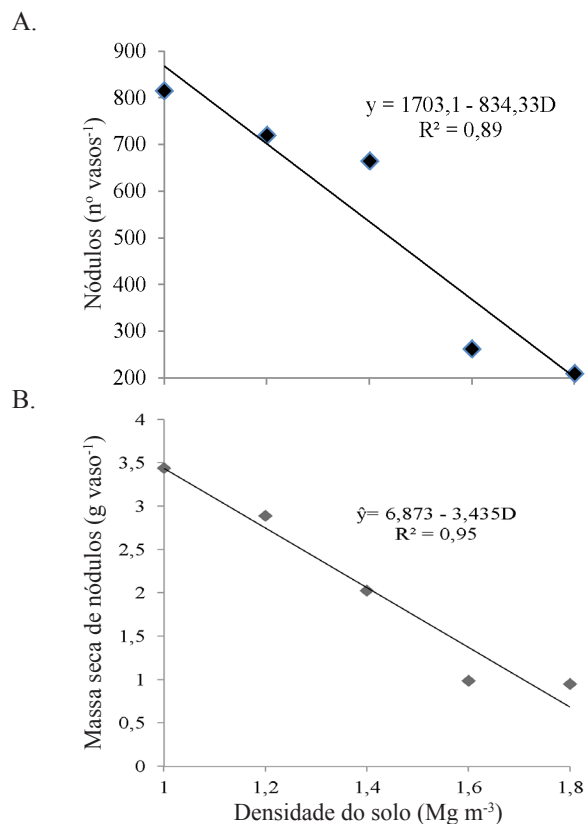 A.
900
800
700
600
500
400
300
200
Nódulos (nº vasos⁻¹)
y = 1703,1 - 834,33D
R² = 0,89
B.
4
3,5
3
2,5
2
1,5
1
0,5
0
Massa seca de nódulos (g vaso⁻¹)
ŷ= 6,873 - 3,435D
R² = 0,95
1 1,2 1,4 1,6 1,8
Densidade do solo (Mg m⁻³)